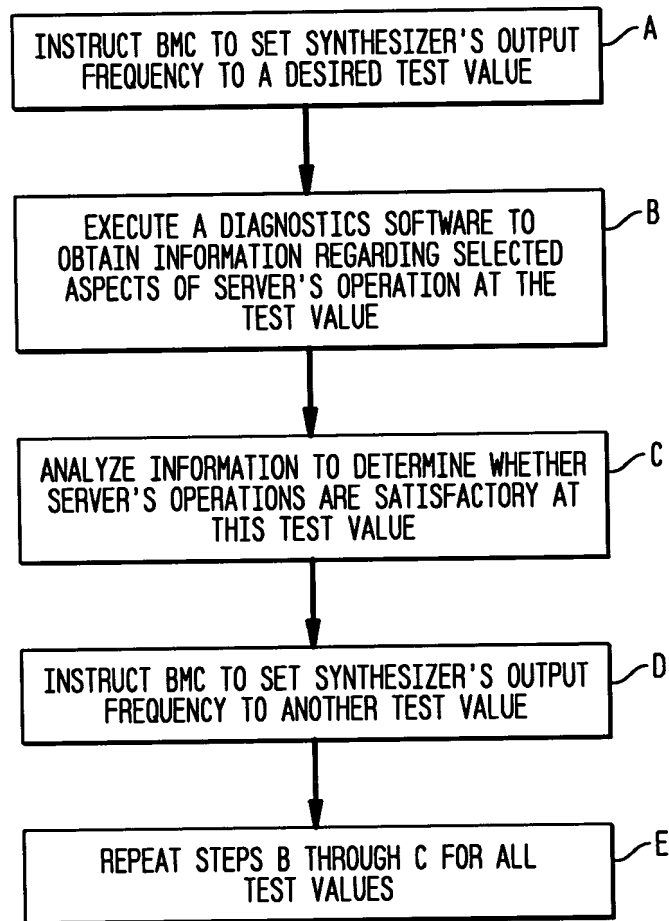 INSTRUCT BMC TO SET SYNTHESIZER'S OUTPUT
FREQUENCY TO A DESIRED TEST VALUE
A
EXECUTE A DIAGNOSTICS SOFTWARE TO
OBTAIN INFORMATION REGARDING SELECTED
ASPECTS OF SERVER'S OPERATION AT THE
TEST VALUE
B
ANALYZE INFORMATION TO DETERMINE WHETHER
SERVER'S OPERATIONS ARE SATISFACTORY AT
THIS TEST VALUE
C
INSTRUCT BMC TO SET SYNTHESIZER'S OUTPUT
FREQUENCY TO ANOTHER TEST VALUE
D
REPEAT STEPS B THROUGH C FOR ALL
TEST VALUES
E